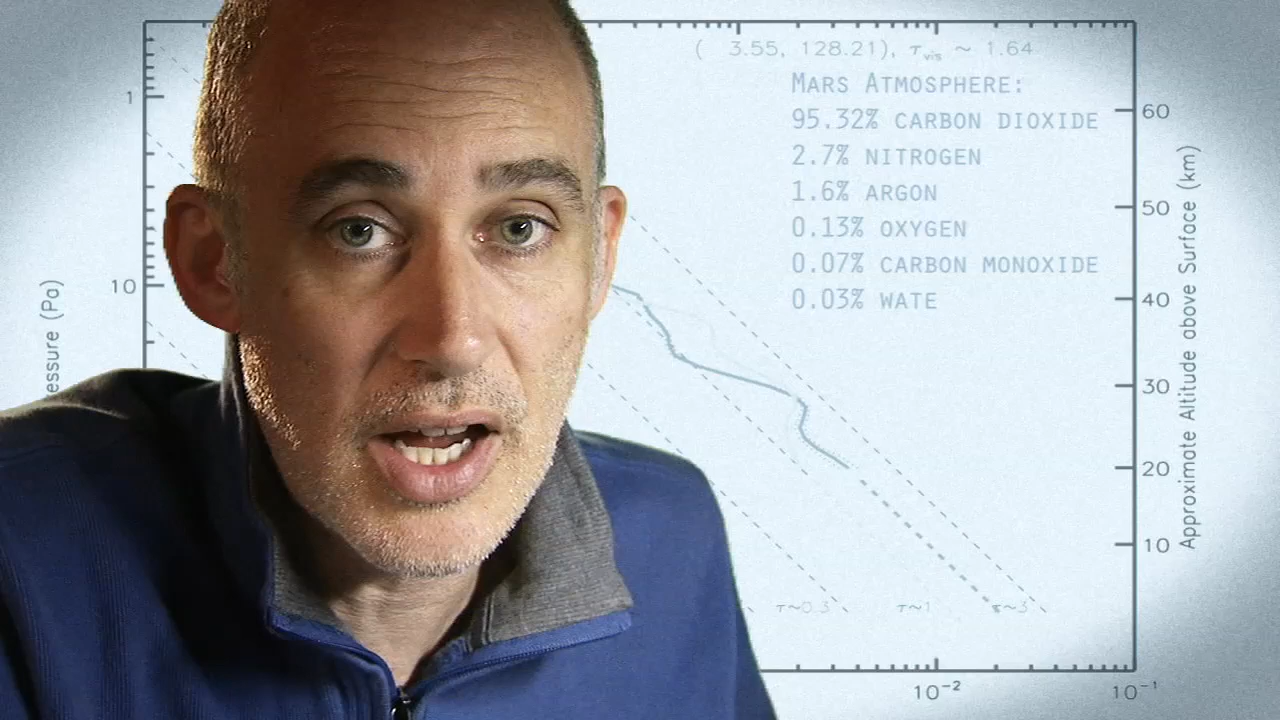 ( 3.55, 128.21), τvis ~ 1.64
MARS ATMOSPHERE:
95.32% CARBON DIOXIDE
2.7% NITROGEN
1.6% ARGON
0.13% OXYGEN
0.07% CARBON MONOXIDE
0.03% WATE
1
10
essure (Pa)
60
50
40
30
20
10
Approximate Altitude above Surface (km)
τ~0.3
τ~1
τ~3
10⁻²
10⁻¹